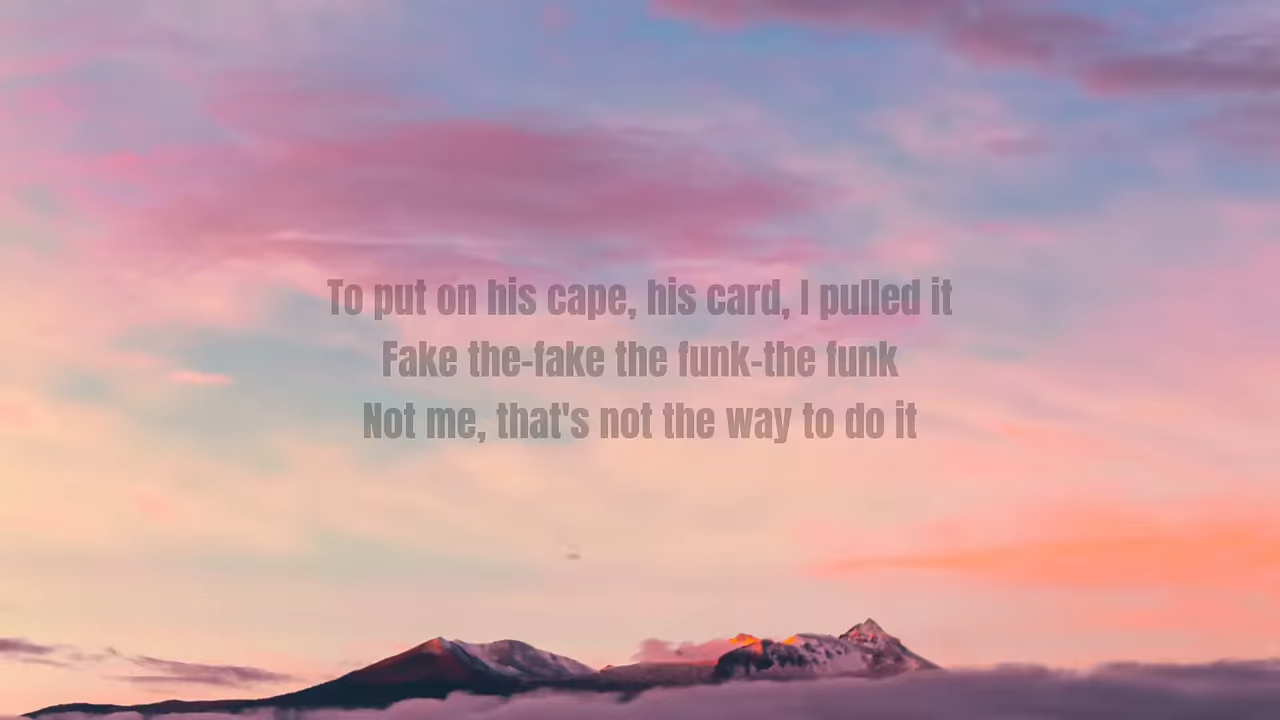 To put on his cape, his card, I pulled it
Fake the-fake the funk-the funk
Not me, that's not the way to do it